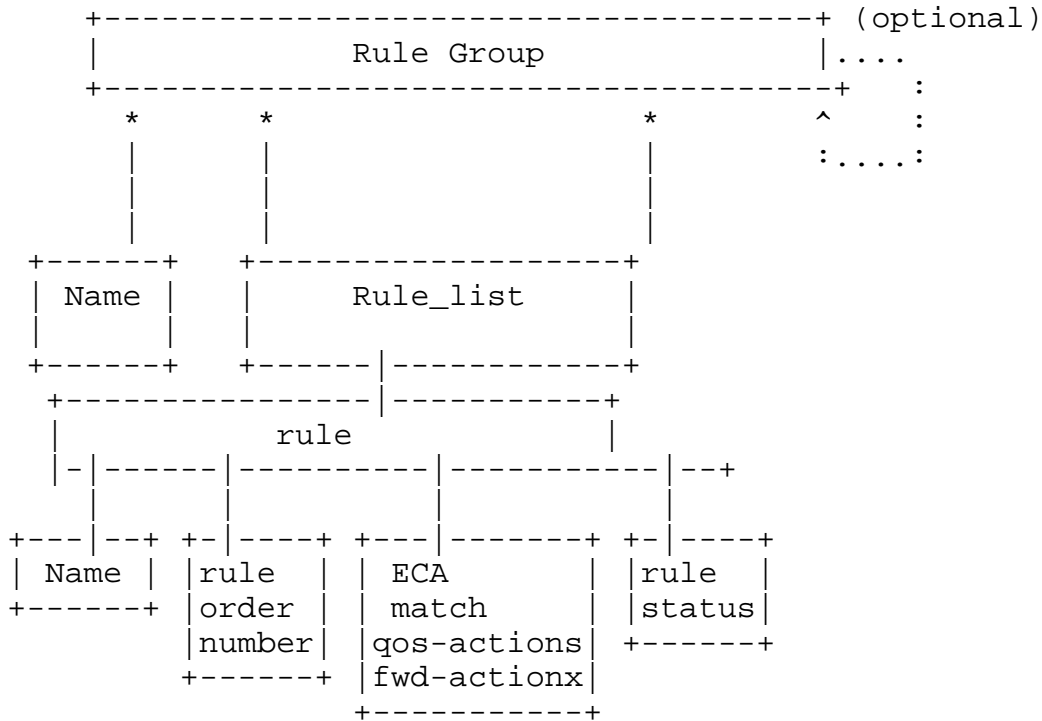 (optional)
Rule Group
Name Rule_list
rule
Name rule ECA rule
order match status
number qos-actions
fwd-actionx